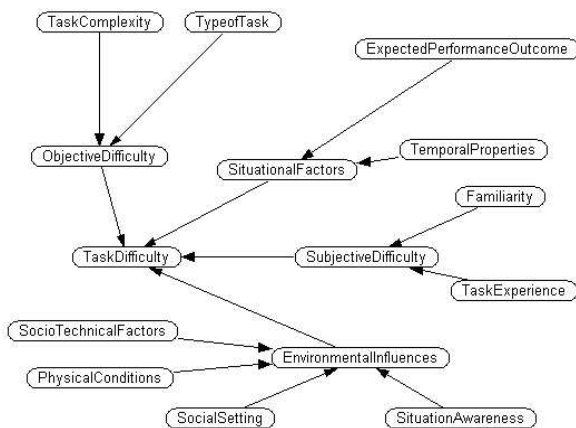 TaskComplexity
TypeofTask
ExpectedPerformanceOutcome
ObjectiveDifficulty
TemporalProperties
SituationalFactors
Familiarity
TaskDifficulty
SubjectiveDifficulty
TaskExperience
SocioTechnicalFactors
EnvironmentalInfluences
PhysicalConditions
SocialSetting
SituationAwareness